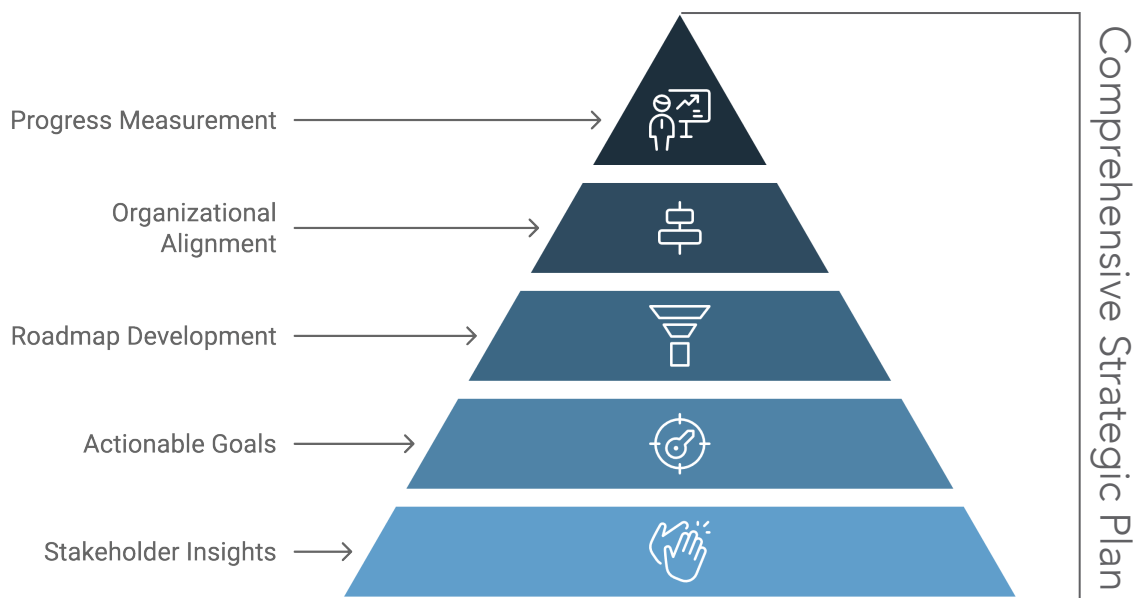 Progress Measurement
Organizational
Alignment
Roadmap Development
Actionable Goals
Stakeholder Insights
Comprehensive Strategic Plan